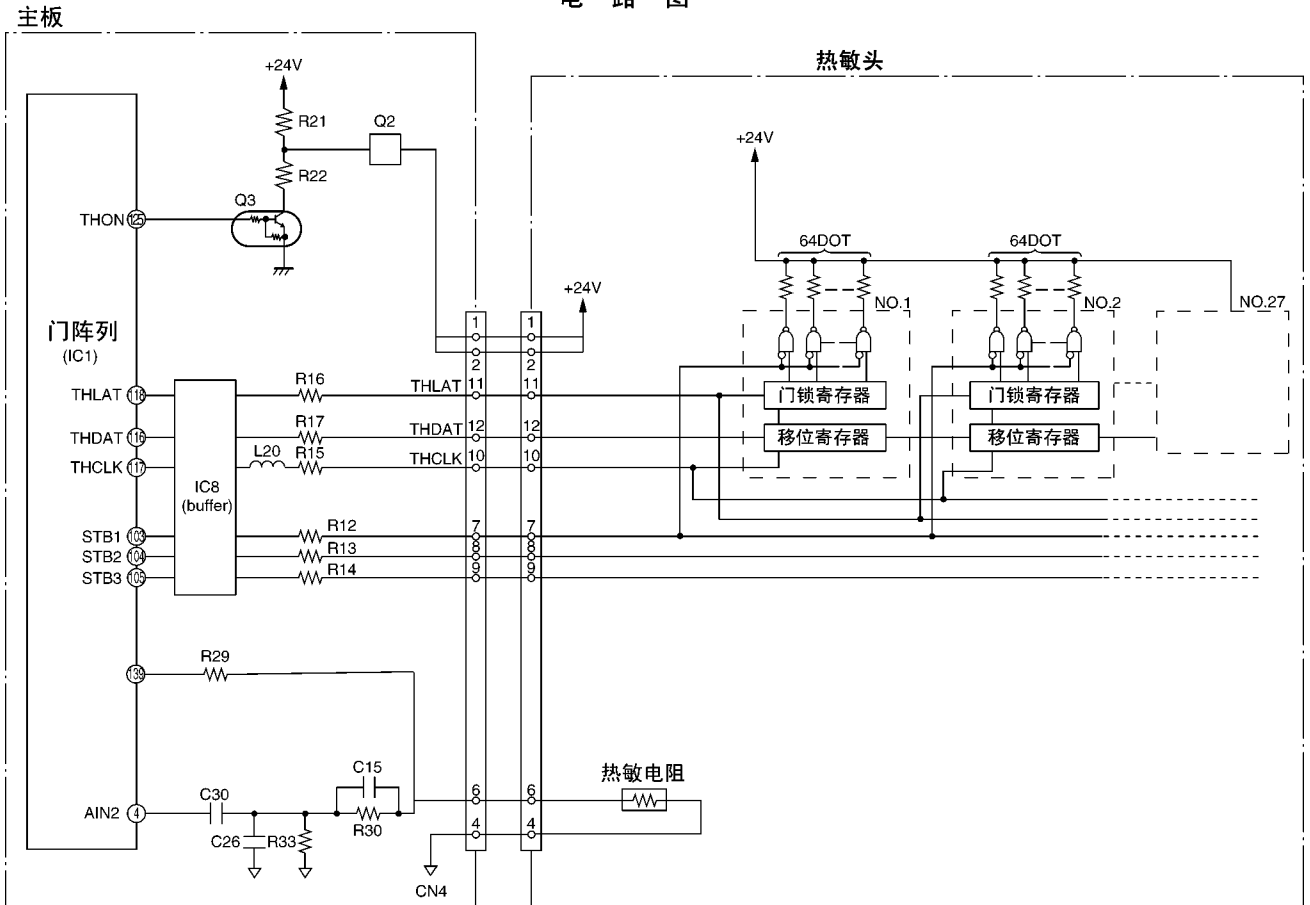 电 路 图
主板
热敏头
+24V
R21
Q2
R22
Q3
THON 125
+24V
64DOT
64DOT
+24V
NO.1
NO.2
NO.27
门阵列
(IC1)
1
1
2
2
THLAT 118
R16
THLAT
11
11
门锁寄存器
门锁寄存器
THDAT 116
R17
THDAT
12
12
移位寄存器
移位寄存器
THCLK 117
L20
R15
THCLK
10
10
IC8
(buffer)
STB1 103
R12
7
7
STB2 104
R13
8
8
STB3 105
R14
9
9
139
R29
热敏电阻
C15
6
6
AIN2 4
C30
R30
C26
R33
4
4
CN4